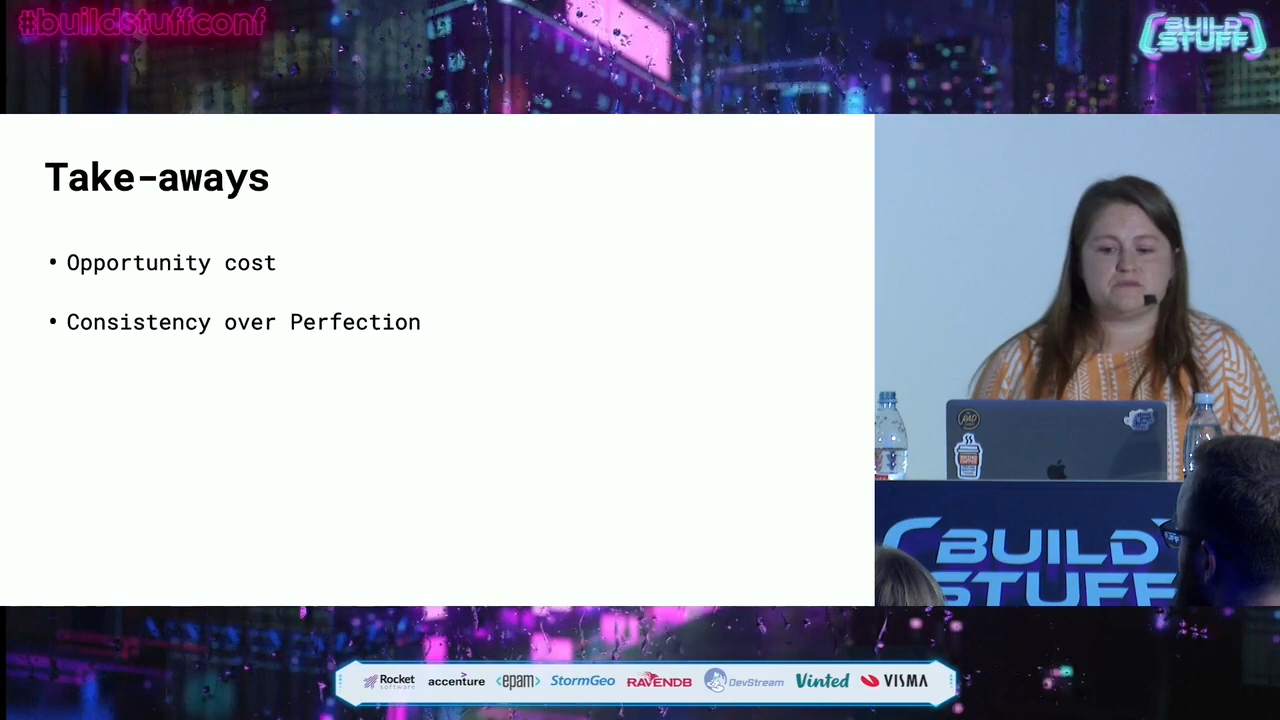 #buildstuffconf
BUILD
STUFF
Take-aways
• Opportunity cost
• Consistency over Perfection
BUILD
STUFF
Rocket
software
accenture
<epam>
StormGeo
RAVENDB
DevStream
Vinted
VISMA